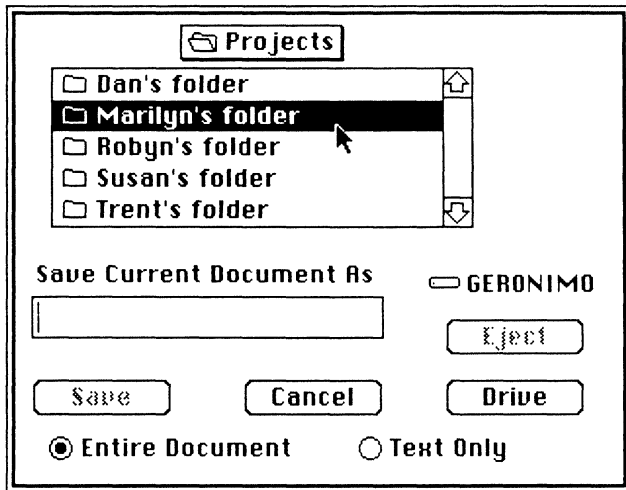 Projects
Dan's folder
Marilyn's folder
Robyn's folder
Susan's folder
Trent's folder
Save Current Document As
GERONIMO
Eject
Save Cancel Drive
Entire Document Text Only